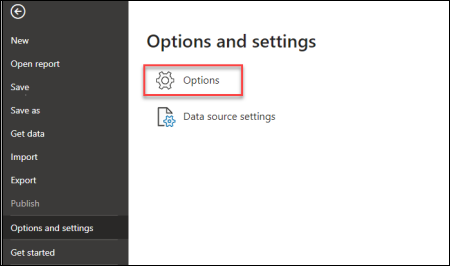 New
Open report
Save
Save as
Get data
Import
Export
Publish
Options and settings
Get started
Options and settings
Options
Data source settings